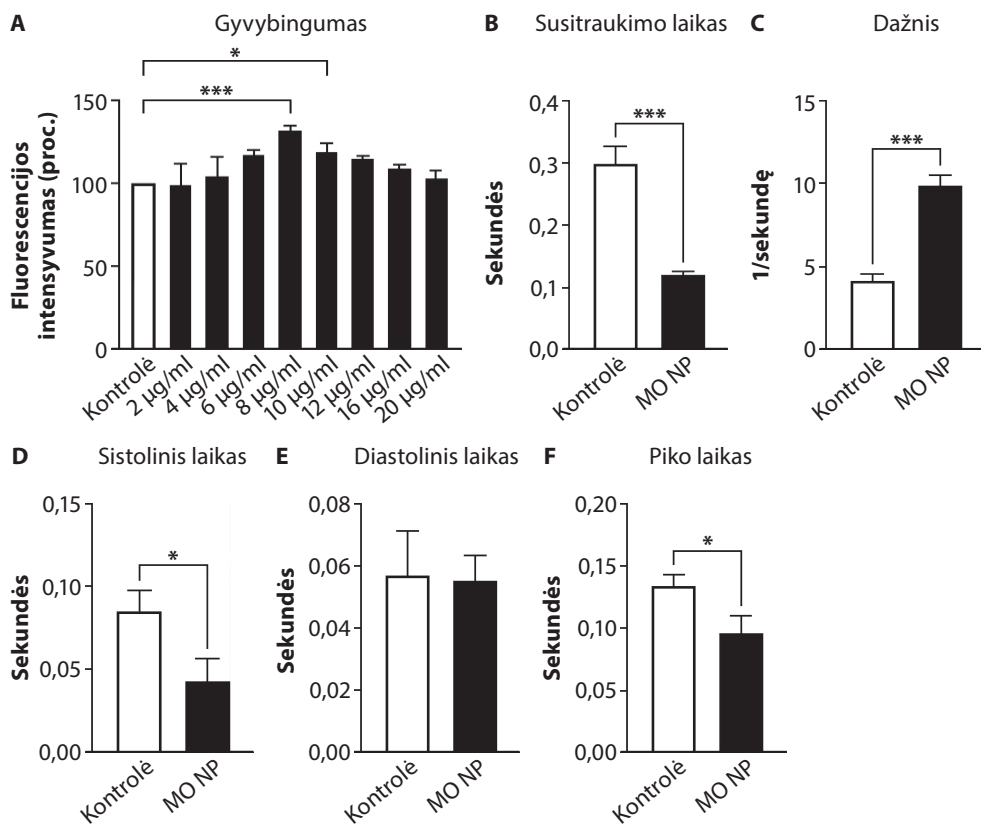 A Gyvybingumas
*
***
150
100
50
0
Fluorescencijos
intensyvumas (proc.)
Kontrolė
2 µg/ml
4 µg/ml
6 µg/ml
8 µg/ml
10 µg/ml
12 µg/ml
16 µg/ml
20 µg/ml
B Susitraukimo laikas
0,4
0,3
0,2
0,1
0,0
Sekundės
***
Kontrolė
MO NP
C Dažnis
15
10
5
0
1/sekundę
***
Kontrolė
MO NP
D Sistolinis laikas
0,15
0,10
0,05
0,00
Sekundės
*
Kontrolė
MO NP
E Diastolinis laikas
0,08
0,06
0,04
0,02
0,00
Sekundės
Kontrolė
MO NP
F Piko laikas
0,20
0,15
0,10
0,05
0,00
Sekundės
*
Kontrolė
MO NP